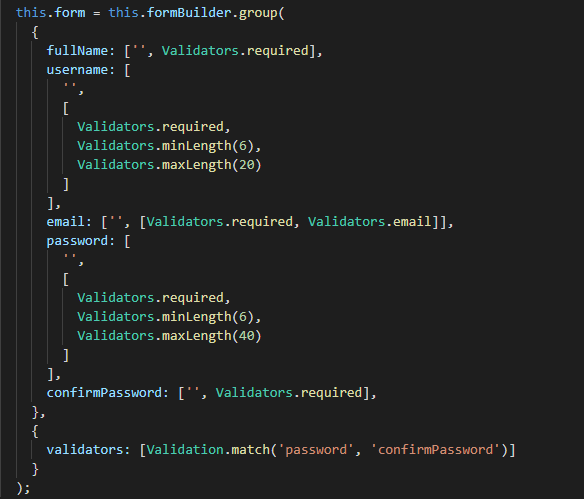 this.form = this.formBuilder.group(
  {
    fullName: ['', Validators.required],
    username: [
      '',
      [
        Validators.required,
        Validators.minLength(6),
        Validators.maxLength(20)
      ]
    ],
    email: ['', [Validators.required, Validators.email]],
    password: [
      '',
      [
        Validators.required,
        Validators.minLength(6),
        Validators.maxLength(40)
      ]
    ],
    confirmPassword: ['', Validators.required],
  },
  {
    validators: [Validation.match('password', 'confirmPassword')]
  }
);